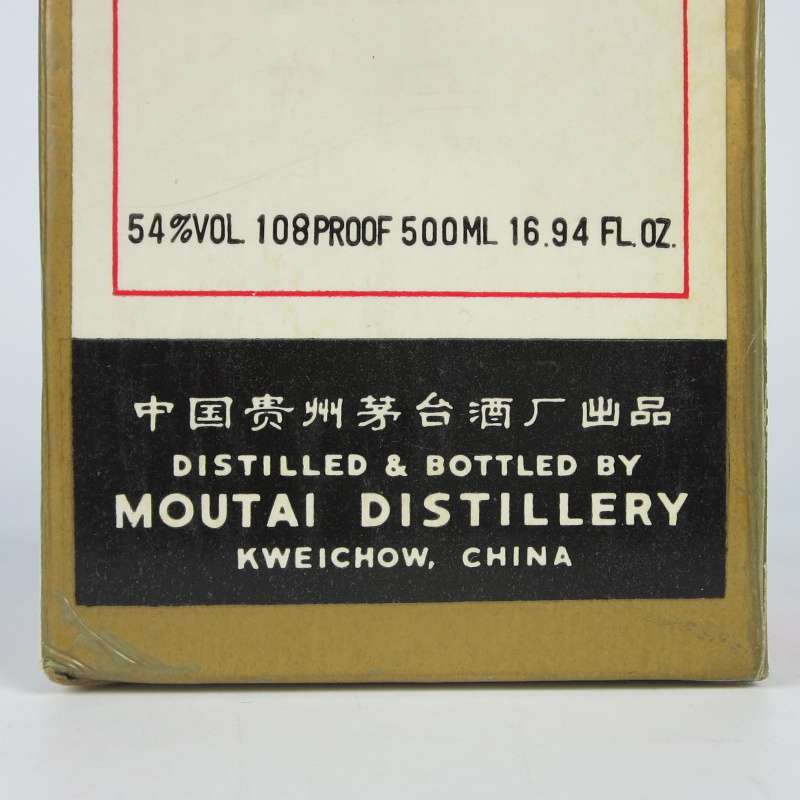 54%VOL. 108PROOF 500ML 16.94 FL.OZ.
中国贵州茅台酒厂出品
DISTILLED & BOTTLED BY
MOUTAI DISTILLERY
KWEICHOW, CHINA